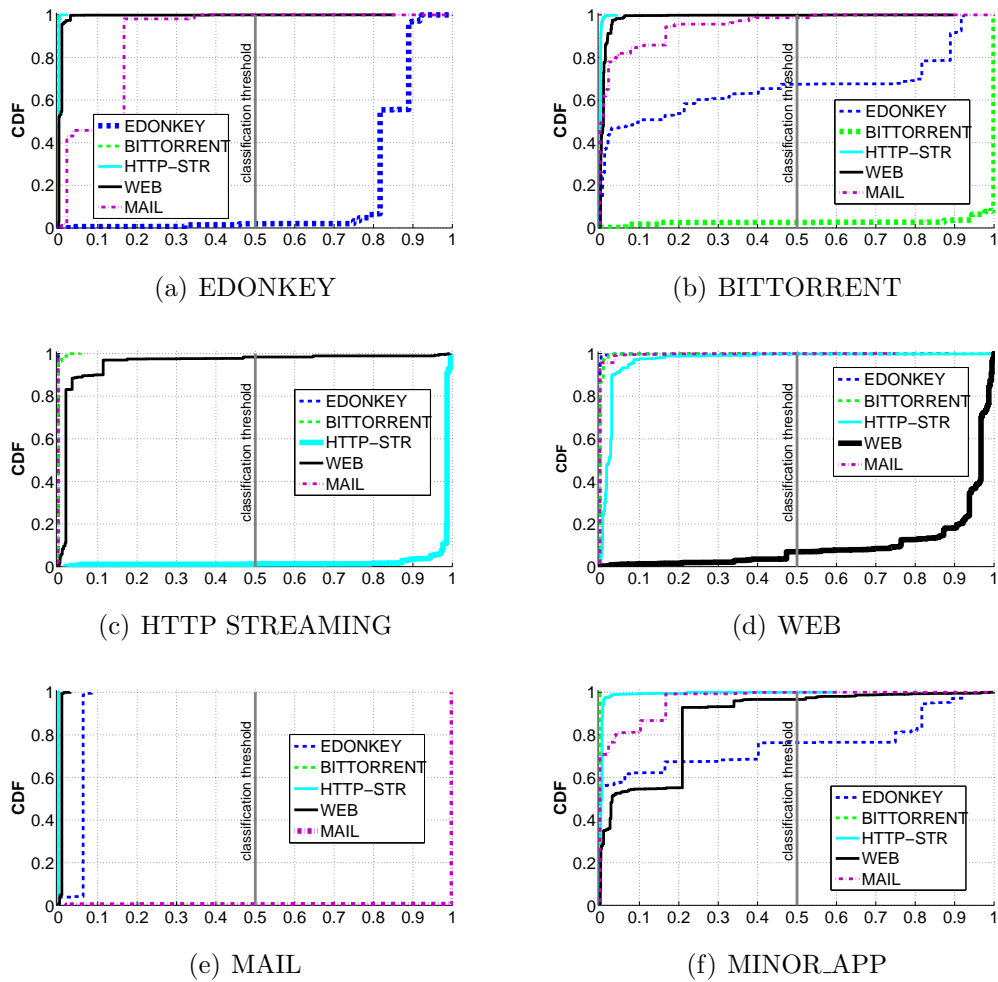 1
0.8
0.6
0.4
0.2
0
CDF
classification threshold
EDONKEY
BITTORRENT
HTTP-STR
WEB
MAIL
0 0.1 0.2 0.3 0.4 0.5 0.6 0.7 0.8 0.9 1
(a) EDONKEY
1
0.8
0.6
0.4
0.2
0
CDF
classification threshold
EDONKEY
BITTORRENT
HTTP-STR
WEB
MAIL
0 0.1 0.2 0.3 0.4 0.5 0.6 0.7 0.8 0.9 1
(b) BITTORRENT
1
0.8
0.6
0.4
0.2
0
CDF
classification threshold
EDONKEY
BITTORRENT
HTTP-STR
WEB
MAIL
0 0.1 0.2 0.3 0.4 0.5 0.6 0.7 0.8 0.9 1
(c) HTTP STREAMING
1
0.8
0.6
0.4
0.2
0
CDF
classification threshold
EDONKEY
BITTORRENT
HTTP-STR
WEB
MAIL
0 0.1 0.2 0.3 0.4 0.5 0.6 0.7 0.8 0.9 1
(d) WEB
1
0.8
0.6
0.4
0.2
0
CDF
classification threshold
EDONKEY
BITTORRENT
HTTP-STR
WEB
MAIL
0 0.1 0.2 0.3 0.4 0.5 0.6 0.7 0.8 0.9 1
(e) MAIL
1
0.8
0.6
0.4
0.2
0
CDF
classification threshold
EDONKEY
BITTORRENT
HTTP-STR
WEB
MAIL
0 0.1 0.2 0.3 0.4 0.5 0.6 0.7 0.8 0.9 1
(f) MINOR_APP